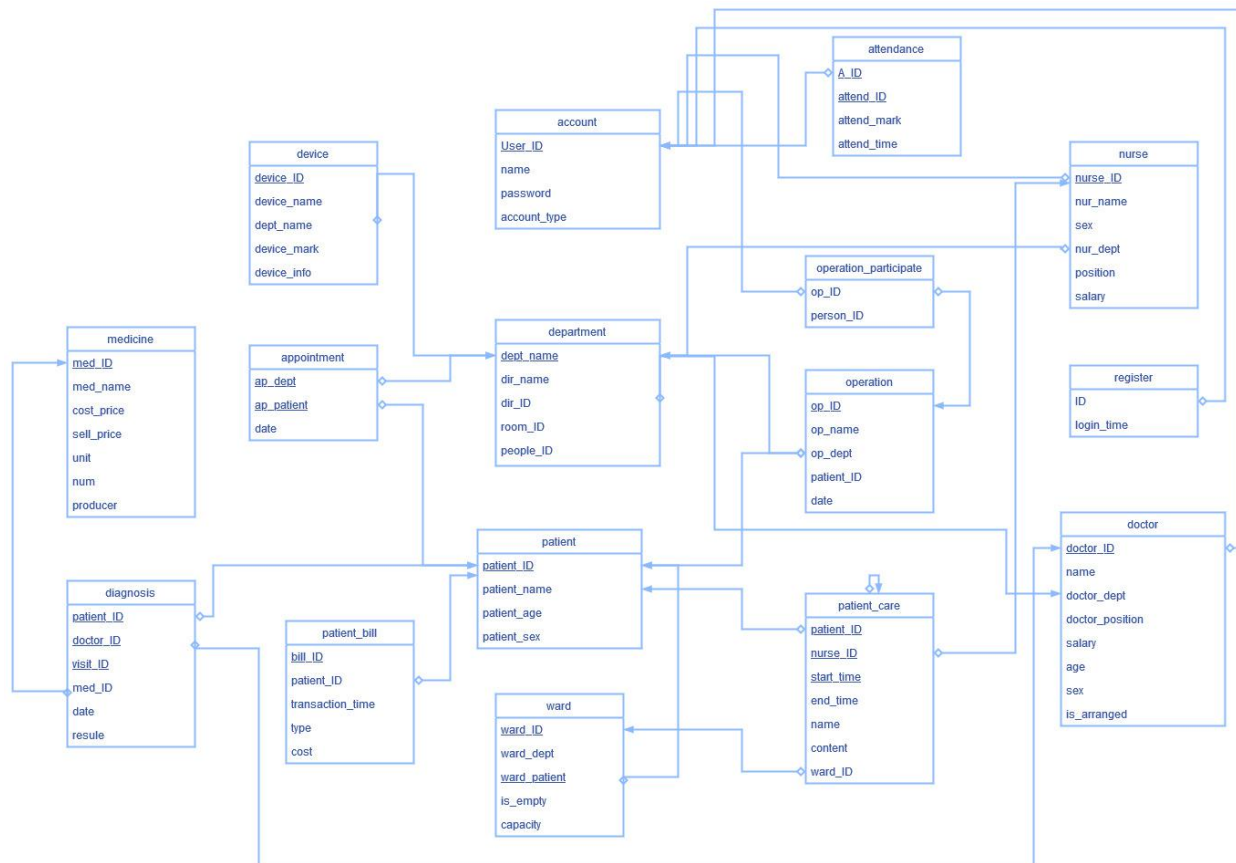 attendance
A_ID
attend_ID
attend_mark
attend_time
account
User_ID
name
password
account_type
device
device_ID
device_name
dept_name
device_mark
device_info
nurse
nurse_ID
nur_name
sex
nur_dept
position
salary
operation_participate
op_ID
person_ID
medicine
med_ID
med_name
cost_price
sell_price
unit
num
producer
appointment
ap_dept
ap_patient
date
department
dept_name
dir_name
dir_ID
room_ID
people_ID
operation
op_ID
op_name
op_dept
patient_ID
date
register
ID
login_time
doctor
doctor_ID
name
doctor_dept
doctor_position
salary
age
sex
is_arranged
patient
patient_ID
patient_name
patient_age
patient_sex
diagnosis
patient_ID
doctor_ID
visit_ID
med_ID
date
resule
patient_bill
bill_ID
patient_ID
transaction_time
type
cost
patient_care
patient_ID
nurse_ID
start_time
end_time
name
content
ward_ID
ward
ward_ID
ward_dept
ward_patient
is_empty
capacity